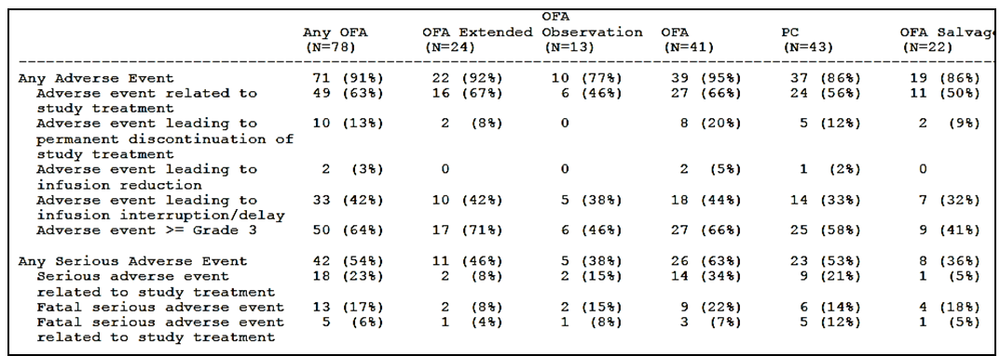 OFA
Any OFA OFA Extended Observation OFA PC OFA Salvag
(N=78) (N=24) (N=13) (N=41) (N=43) (N=22)
Any Adverse Event 71 (91%) 22 (92%) 10 (77%) 39 (95%) 37 (86%) 19 (86%)
Adverse event related to 49 (63%) 16 (67%) 6 (46%) 27 (66%) 24 (56%) 11 (50%)
study treatment
Adverse event leading to 10 (13%) 2 (8%) 0 8 (20%) 5 (12%) 2 (9%)
permanent discontinuation of
study treatment
Adverse event leading to 2 (3%) 0 0 2 (5%) 1 (2%) 0
infusion reduction
Adverse event leading to 33 (42%) 10 (42%) 5 (38%) 18 (44%) 14 (33%) 7 (32%)
infusion interruption/delay
Adverse event >= Grade 3 50 (64%) 17 (71%) 6 (46%) 27 (66%) 25 (58%) 9 (41%)
Any Serious Adverse Event 42 (54%) 11 (46%) 5 (38%) 26 (63%) 23 (53%) 8 (36%)
Serious adverse event 18 (23%) 2 (8%) 2 (15%) 14 (34%) 9 (21%) 1 (5%)
related to study treatment
Fatal serious adverse event 13 (17%) 2 (8%) 2 (15%) 9 (22%) 6 (14%) 4 (18%)
Fatal serious adverse event 5 (6%) 1 (4%) 1 (8%) 3 (7%) 5 (12%) 1 (5%)
related to study treatment